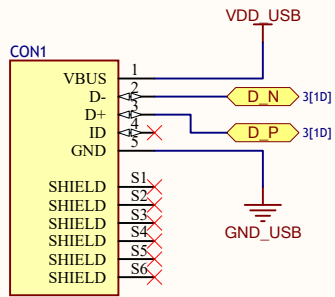 VDD_USB
CON1
VBUS 1
D- 2 D_N 3[1D]
D+ 3
ID 4 D_P 3[1D]
GND 5
SHIELD S1
SHIELD S2
SHIELD S3
SHIELD S4
SHIELD S5
SHIELD S6
GND_USB